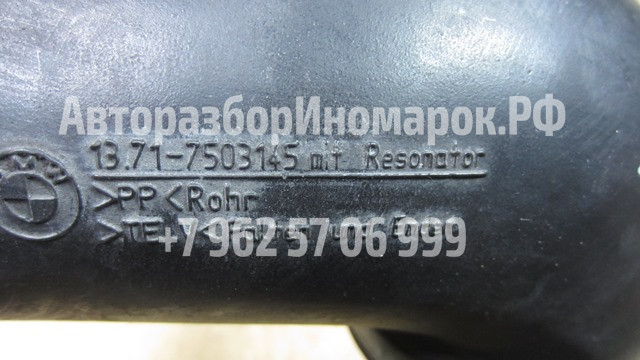 АвторазборИномарок.РФ
BMW
13.71-7503145 mit Resonator
>PP< Rohr
+7 962 57 06 999